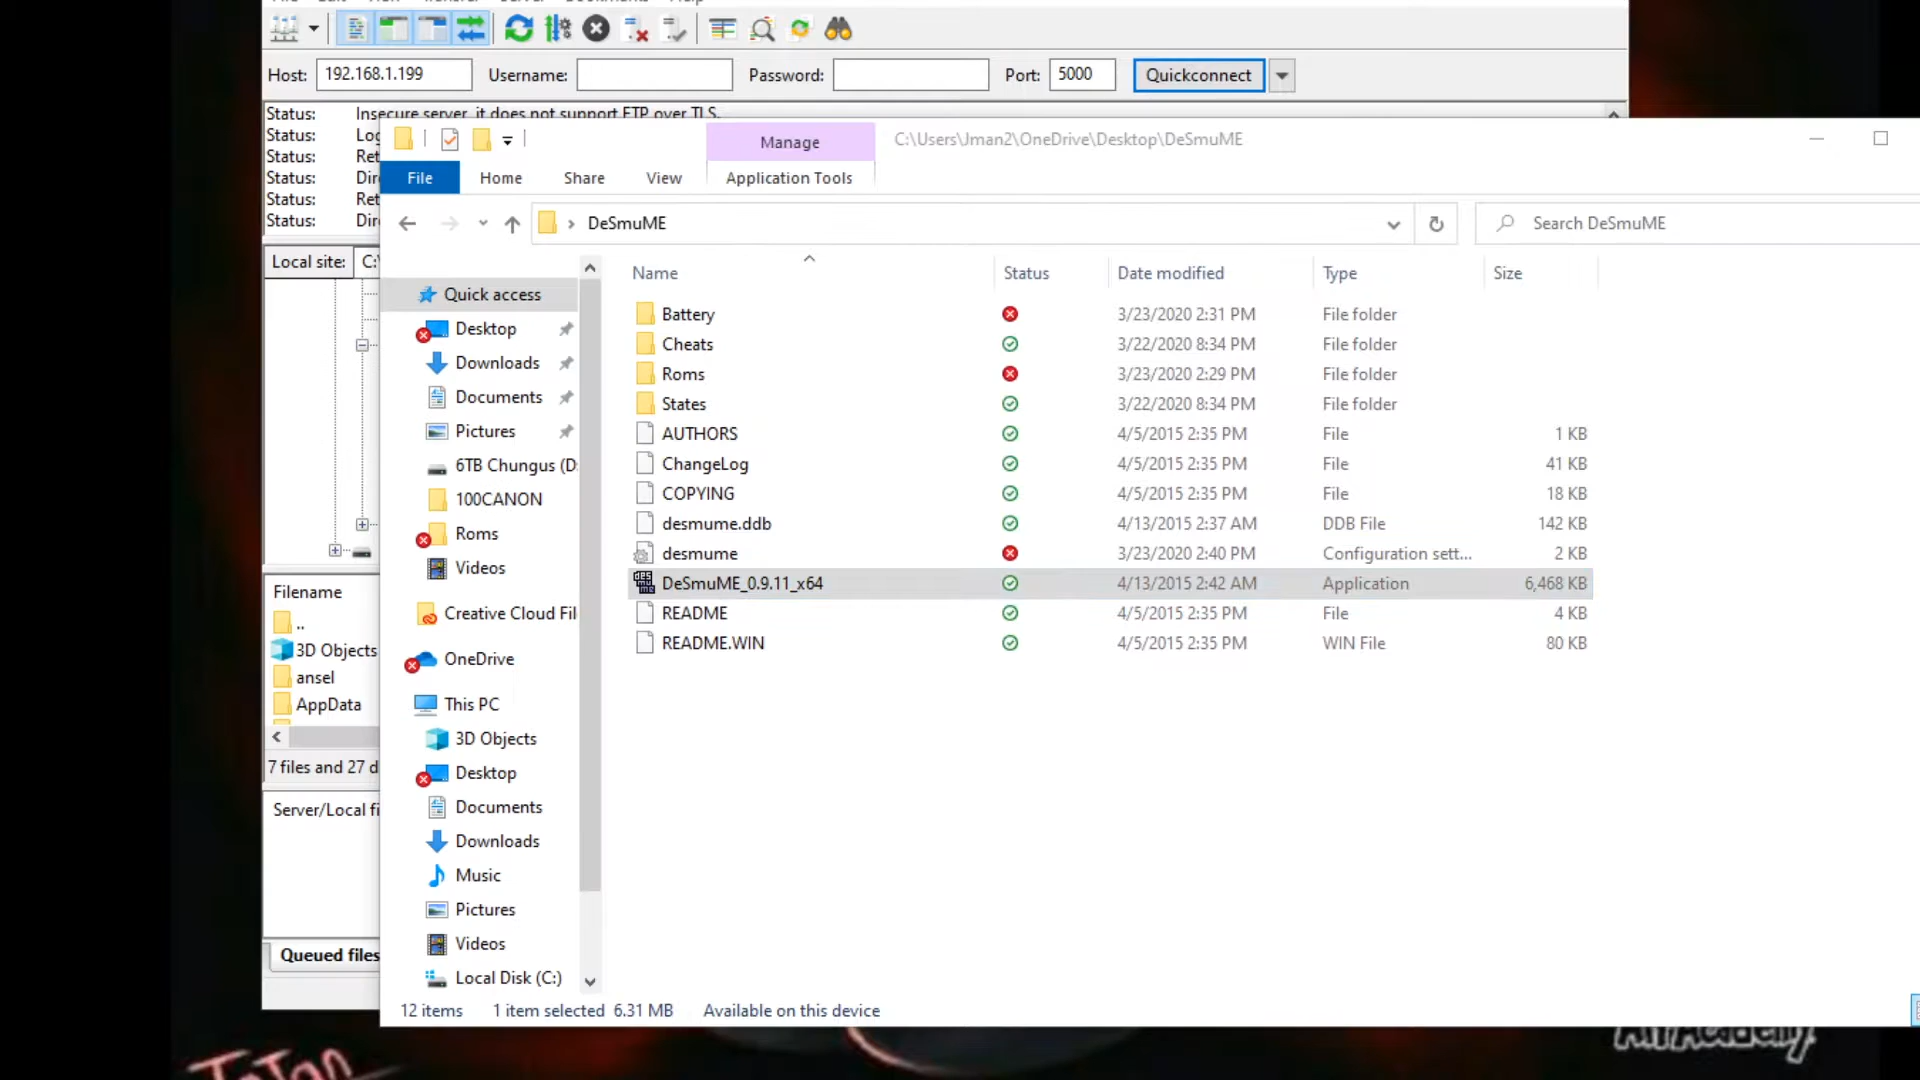 Host: 192.168.1.199 Username: Password: Port: 5000 Quickconnect
Status: Insecure server, it does not support FTP over TLS.
Status: Log
Status: Ret
Status: Dir
Status: Ret
Status: Dir
Manage C:\Users\Jman2\OneDrive\Desktop\DeSmuME
File Home Share View Application Tools
DeSmuME Search DeSmuME
Local site: C:\
Name Status Date modified Type Size
Quick access
Desktop
Downloads
Documents
Pictures
6TB Chungus (D:
100CANON
Roms
Videos
Creative Cloud Fil
OneDrive
This PC
3D Objects
Desktop
Documents
Downloads
Music
Pictures
Videos
Local Disk (C:)
Battery 3/23/2020 2:31 PM File folder
Cheats 3/22/2020 8:34 PM File folder
Roms 3/23/2020 2:29 PM File folder
States 3/22/2020 8:34 PM File folder
AUTHORS 4/5/2015 2:35 PM File 1 KB
ChangeLog 4/5/2015 2:35 PM File 41 KB
COPYING 4/5/2015 2:35 PM File 18 KB
desmume.ddb 4/13/2015 2:37 AM DDB File 142 KB
desmume 3/23/2020 2:40 PM Configuration sett... 2 KB
DeSmuME_0.9.11_x64 4/13/2015 2:42 AM Application 6,468 KB
README 4/5/2015 2:35 PM File 4 KB
README.WIN 4/5/2015 2:35 PM WIN File 80 KB
Filename
..
3D Objects
ansel
AppData
7 files and 27 d
Server/Local fi
Queued files
12 items 1 item selected 6.31 MB Available on this device